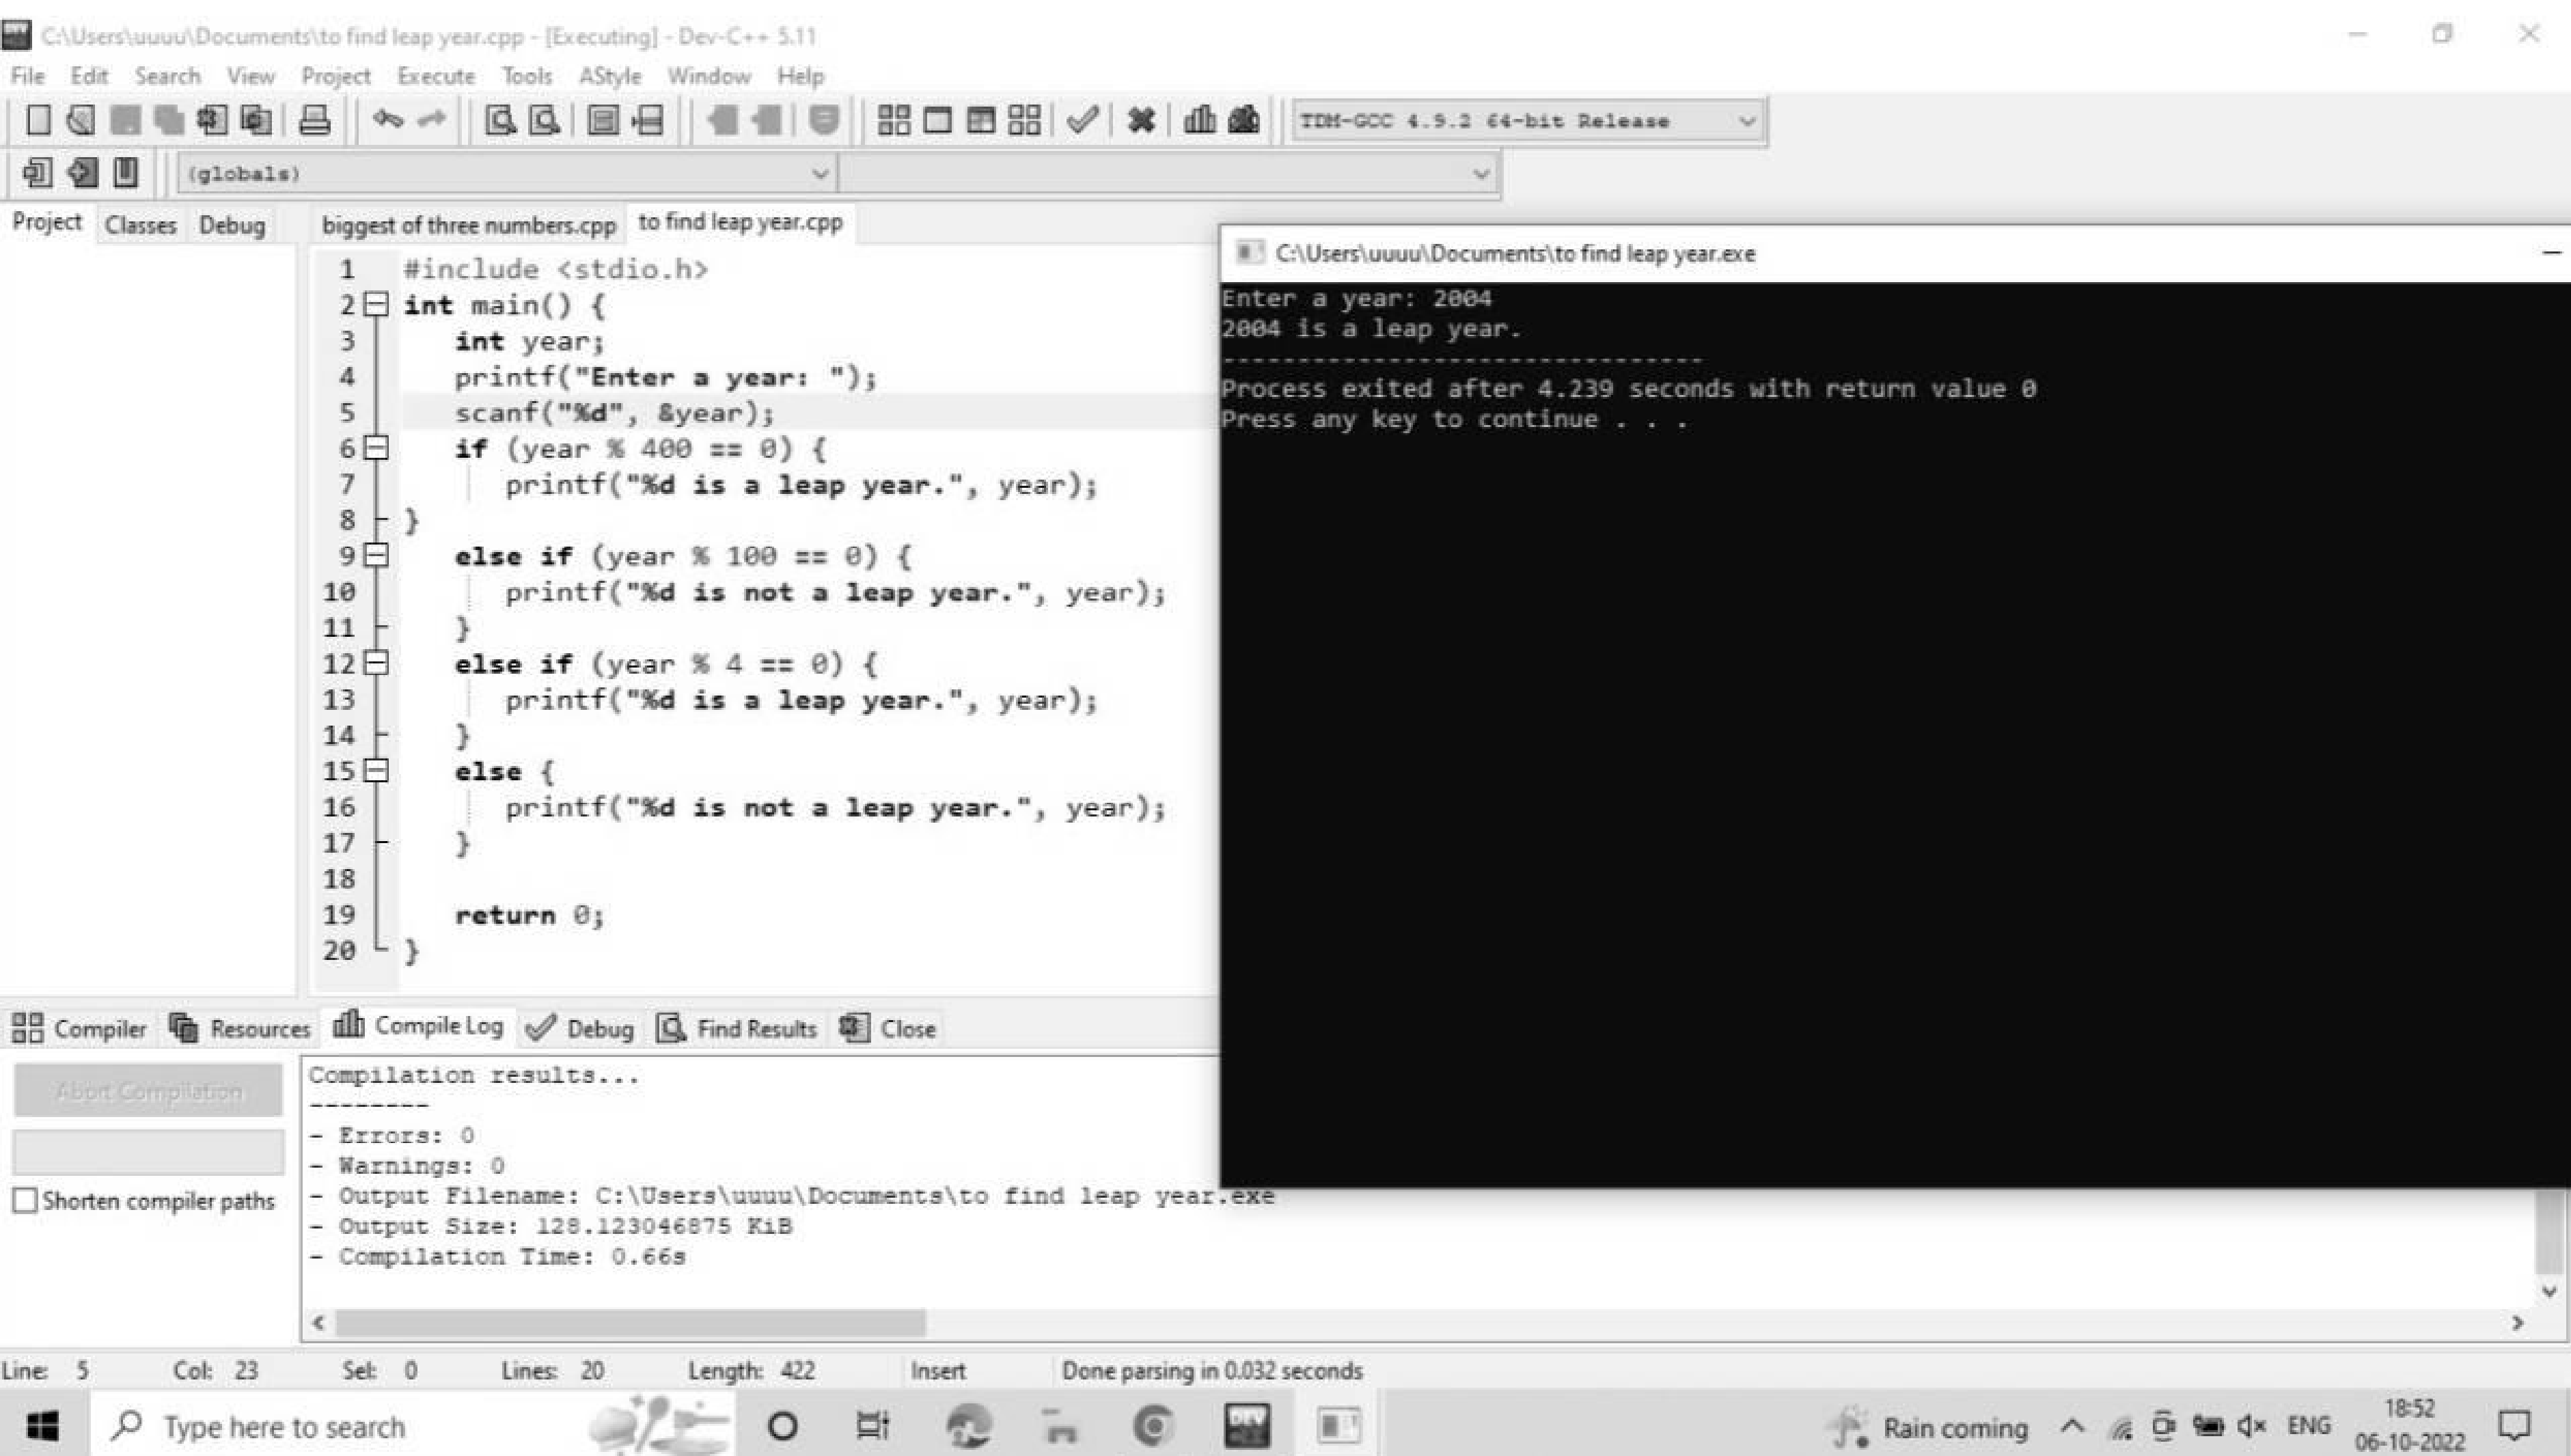 C:\Users\uuuu\Documents\to find leap year.cpp - [Executing] - Dev-C++ 5.11
File Edit Search View Project Execute Tools AStyle Window Help
TDM-GCC 4.9.2 64-bit Release
(globals)
Project Classes Debug
biggest of three numbers.cpp to find leap year.cpp
1 #include <stdio.h>
2 int main() {
3 int year;
4 printf("Enter a year: ");
5 scanf("%d", &year);
6 if (year % 400 == 0) {
7 printf("%d is a leap year.", year);
8 }
9 else if (year % 100 == 0) {
10 printf("%d is not a leap year.", year);
11 }
12 else if (year % 4 == 0) {
13 printf("%d is a leap year.", year);
14 }
15 else {
16 printf("%d is not a leap year.", year);
17 }
18
19 return 0;
20 }
C:\Users\uuuu\Documents\to find leap year.exe
Enter a year: 2004
2004 is a leap year.
--------------------------------
Process exited after 4.239 seconds with return value 0
Press any key to continue . . .
Compiler Resources Compile Log Debug Find Results Close
Abort Compilation
Shorten compiler paths
Compilation results...
--------
- Errors: 0
- Warnings: 0
- Output Filename: C:\Users\uuuu\Documents\to find leap year.exe
- Output Size: 128.123046875 KiB
- Compilation Time: 0.66s
Line: 5 Col: 23 Sel: 0 Lines: 20 Length: 422 Insert Done parsing in 0.032 seconds
Type here to search
DEV
Rain coming
ENG
18:52
06-10-2022